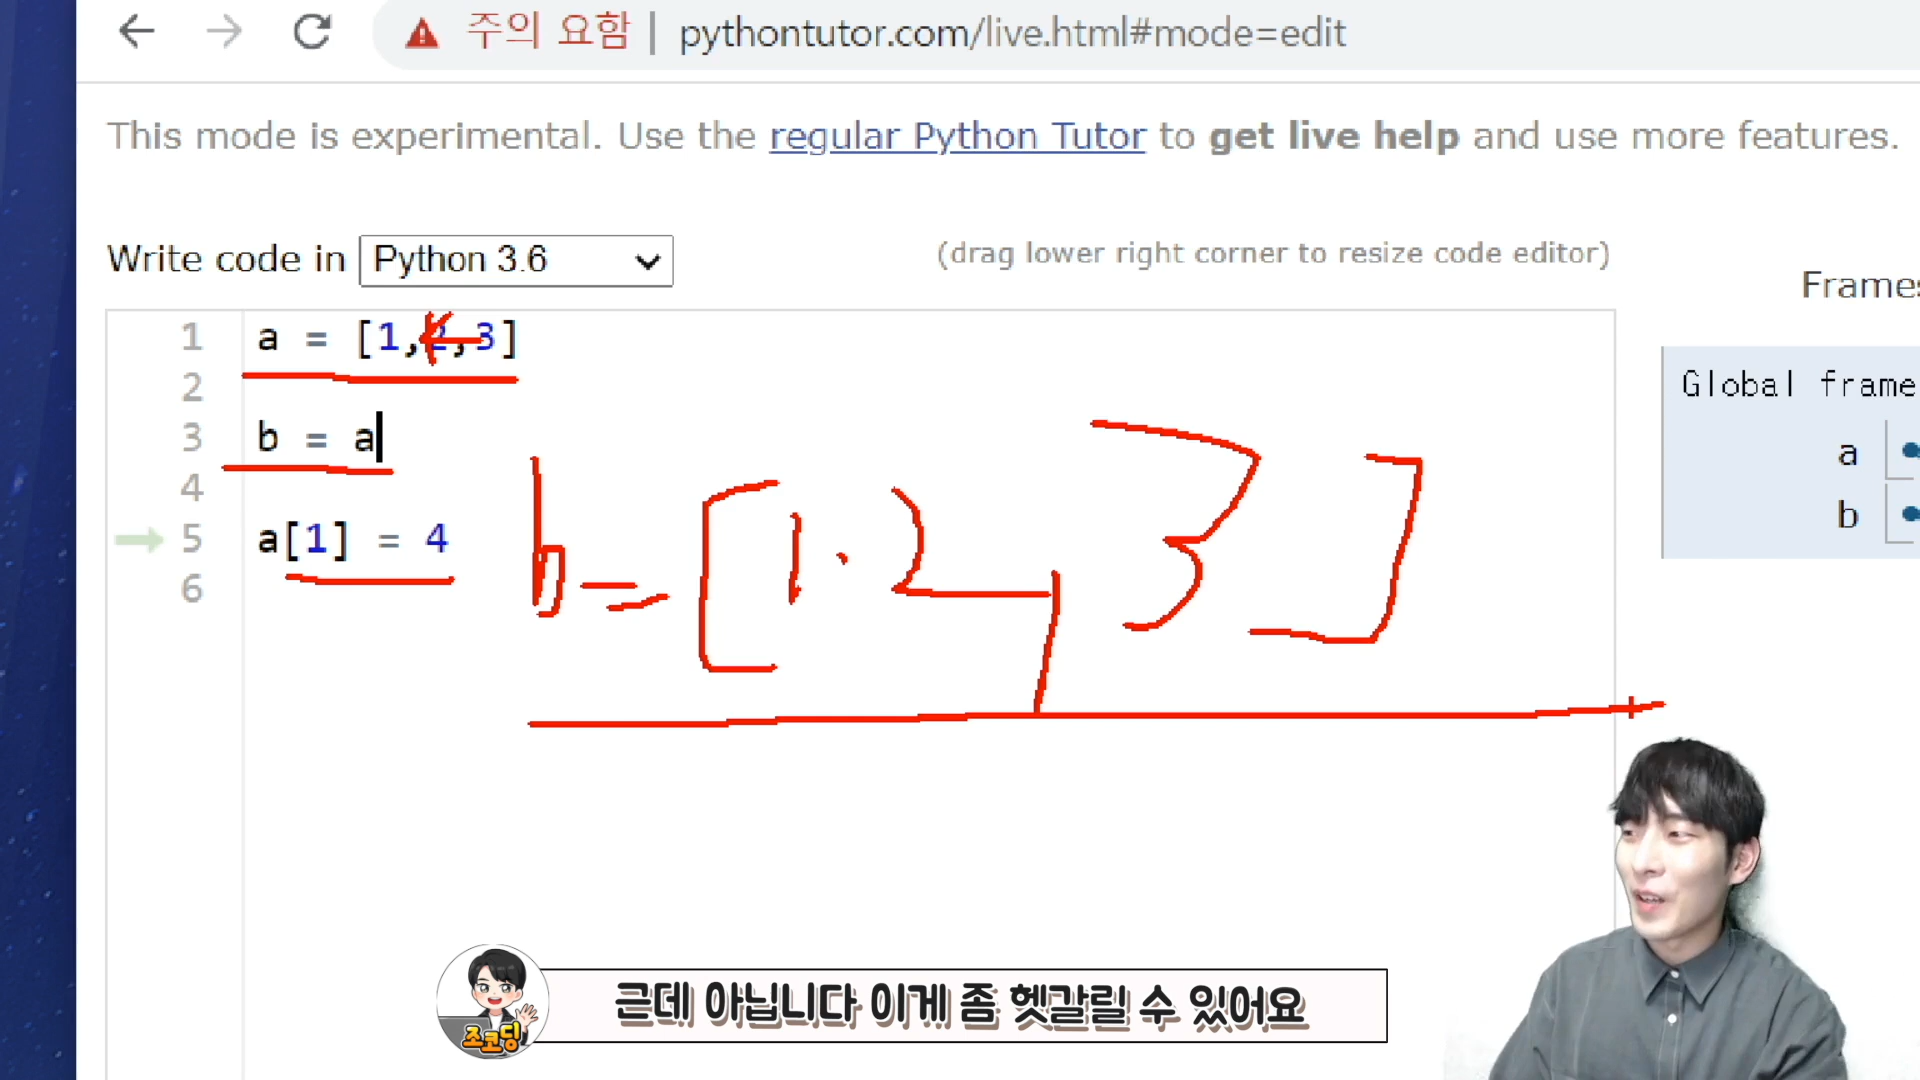 주의 요함 | pythontutor.com/live.html#mode=edit
This mode is experimental. Use the regular Python Tutor to get live help and use more features.
Write code in Python 3.6
(drag lower right corner to resize code editor)
Frames
1 a = [1,2,3]
2
3 b = a
4
5 a[1] = 4
6
b = [1.2,3]
Global frame
a
b
조코딩
근데 아닙니다 이게 좀 헷갈릴 수 있어요